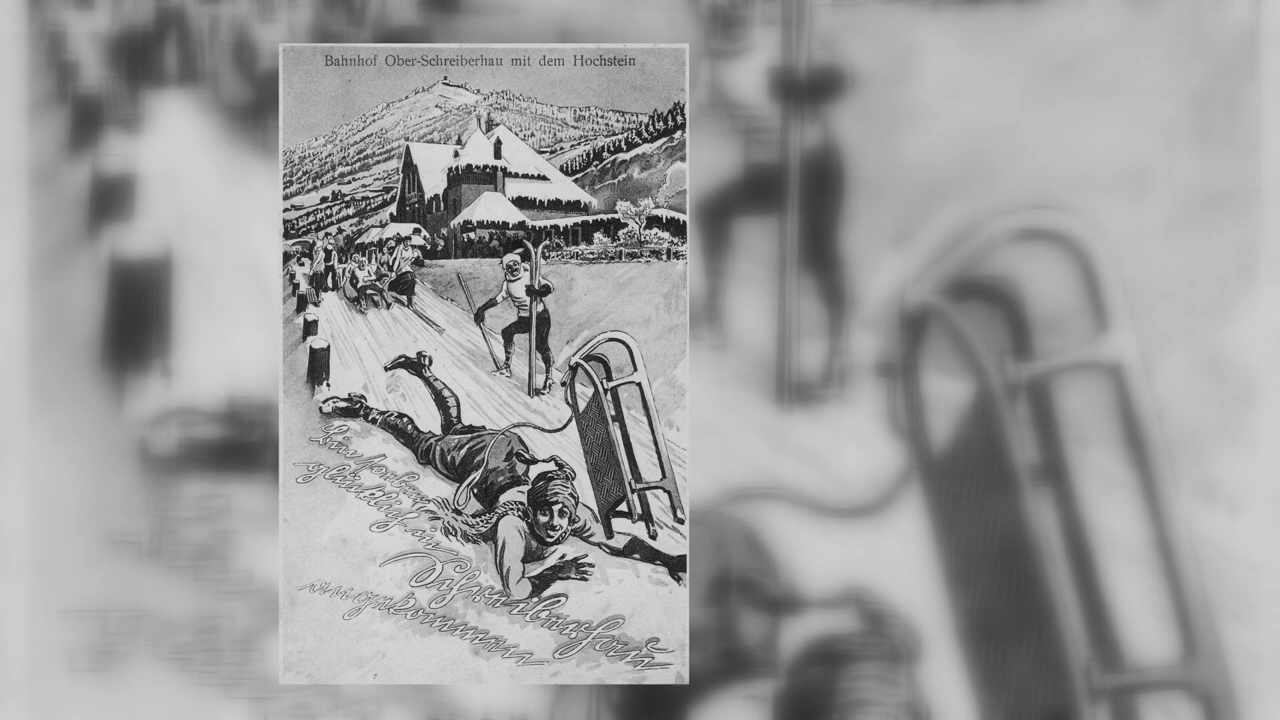 Bahnhof Ober-Schreiberhau mit dem Hochstein
Bin soeben
glücklich in
Schreiberhau
angekommen